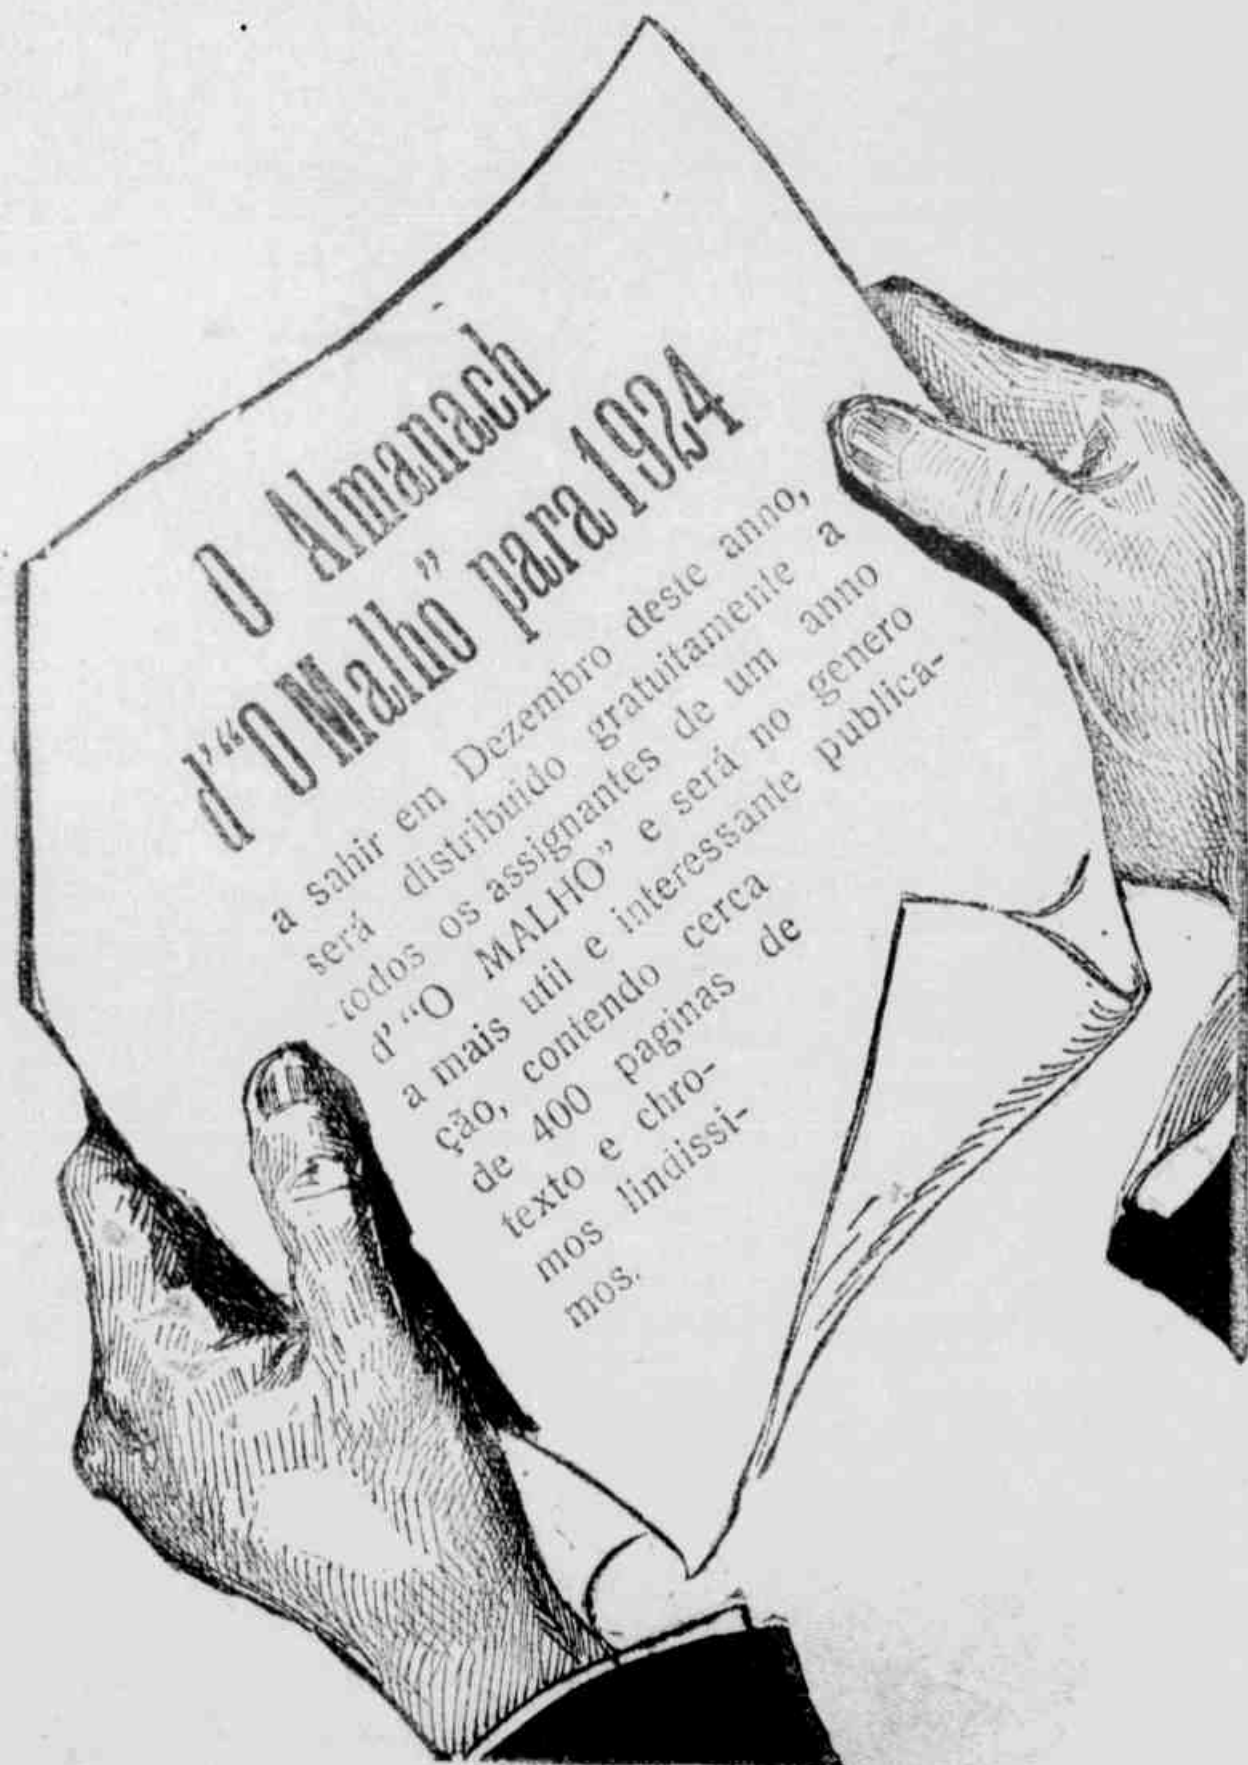 O Almanach
d'“O Malho” para 1924
a sahir em Dezembro deste anno,
será distribuido gratuitamente a
todos os assignantes de um anno
d' “O MALHO” e será no genero
a mais util e interessante publica-
ção, contendo cerca
de 400 paginas de
texto e chro-
mos lindissi-
mos.